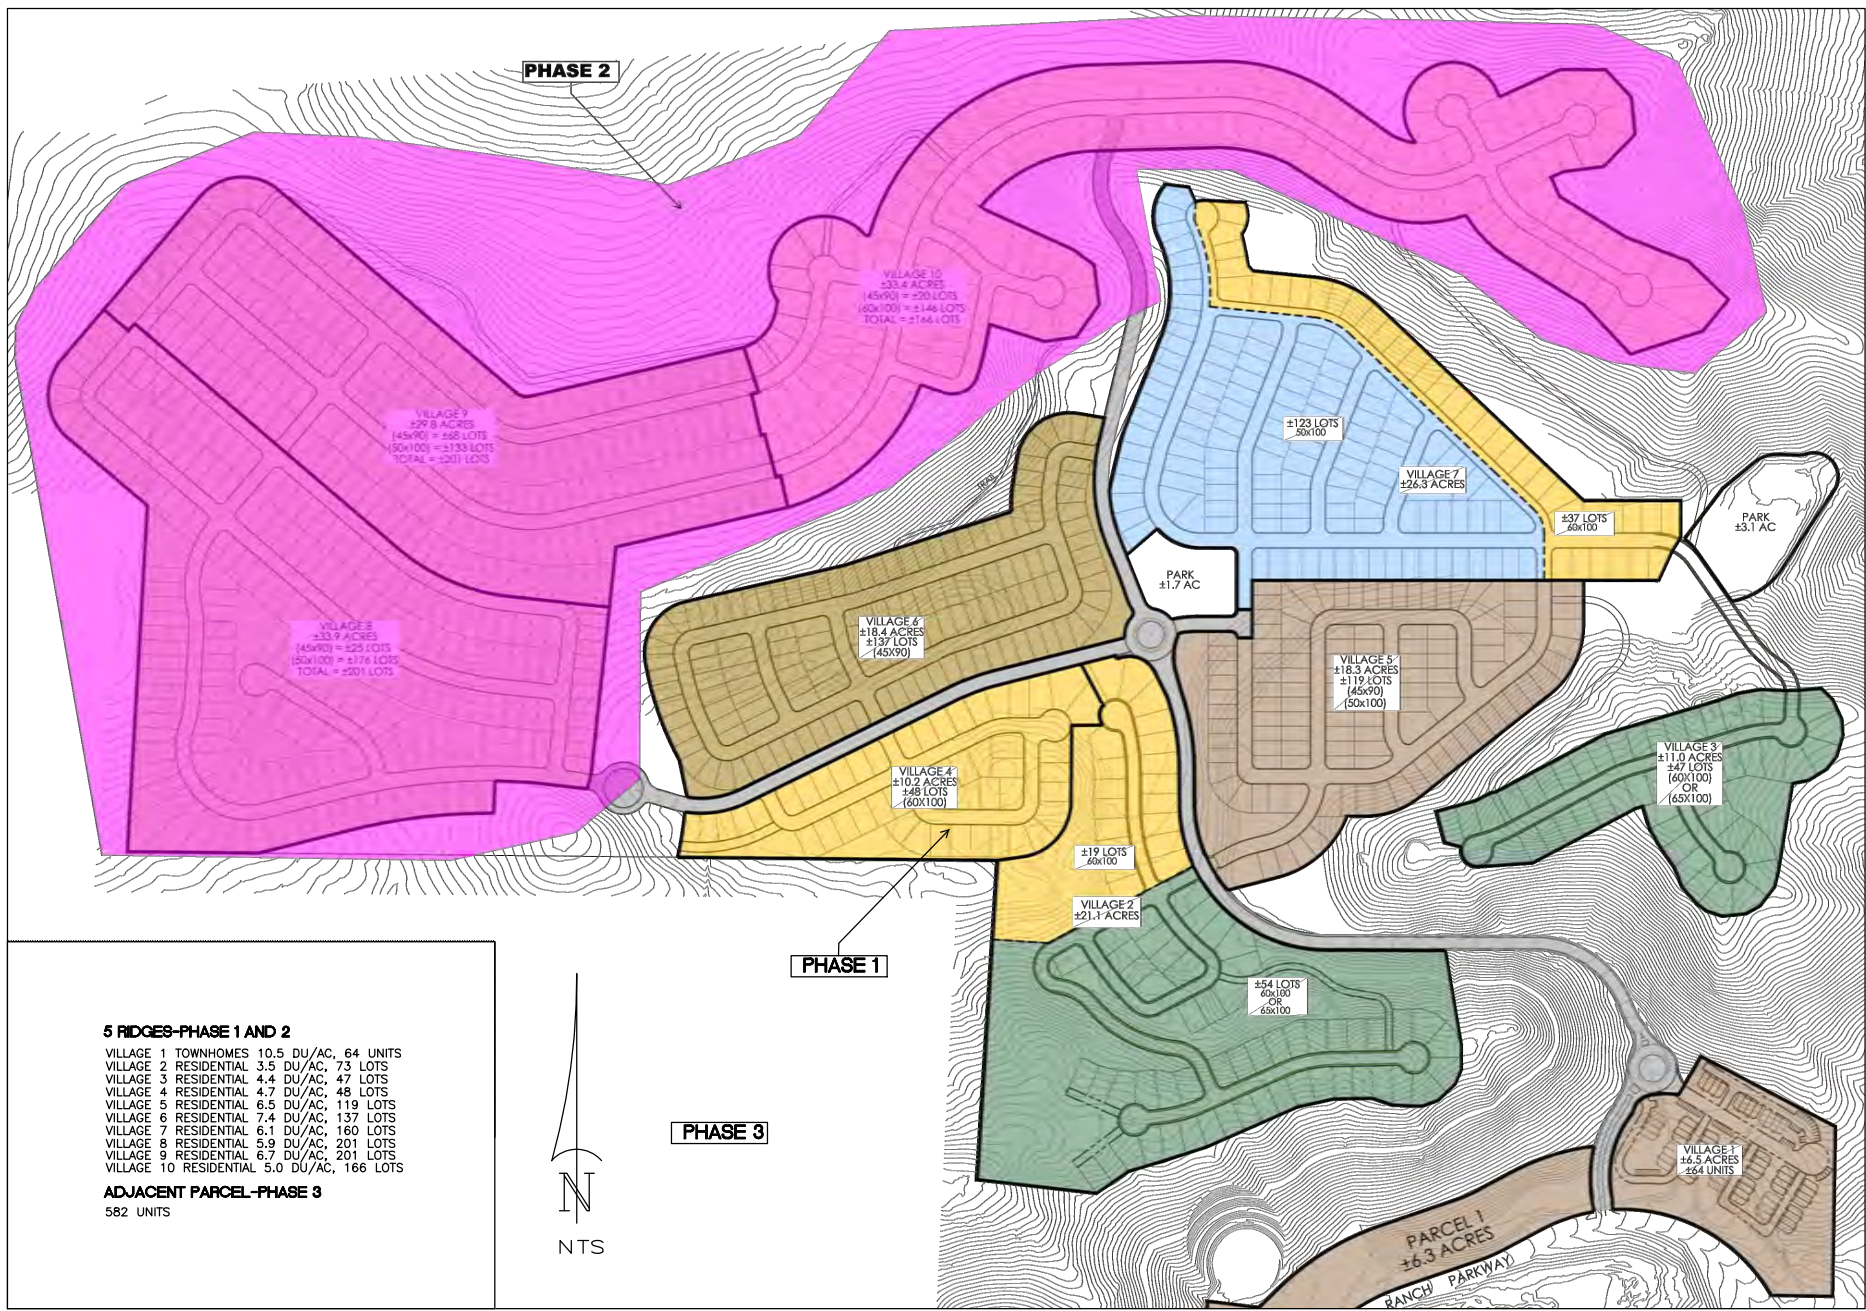 PHASE 2
VILLAGE 10
±33.4 ACRES
(45x90) = ±20 LOTS
(60x100) = ±146 LOTS
TOTAL = ±166 LOTS
VILLAGE 9
±29.8 ACRES
(45x90) = ±68 LOTS
(50x100) = ±133 LOTS
TOTAL = ±201 LOTS
±123 LOTS
50x100
VILLAGE 7
±26.3 ACRES
±37 LOTS
60x100
PARK
±3.1 AC
TRAIL
PARK
±1.7 AC
VILLAGE 8
±33.9 ACRES
(45x90) = ±25 LOTS
(50x100) = ±176 LOTS
TOTAL = ±201 LOTS
VILLAGE 6
±18.4 ACRES
±137 LOTS
(45X90)
VILLAGE 5
±18.3 ACRES
±119 LOTS
(45x90)
(50x100)
VILLAGE 4
±10.2 ACRES
±48 LOTS
(60X100)
VILLAGE 3
±11.0 ACRES
±47 LOTS
(60X100)
OR
(65X100)
±19 LOTS
60x100
VILLAGE 2
±21.1 ACRES
PHASE 1
±54 LOTS
60x100
OR
65x100
5 RIDGES-PHASE 1 AND 2
VILLAGE 1 TOWNHOMES 10.5 DU/AC, 64 UNITS
VILLAGE 2 RESIDENTIAL 3.5 DU/AC, 73 LOTS
VILLAGE 3 RESIDENTIAL 4.4 DU/AC, 47 LOTS
VILLAGE 4 RESIDENTIAL 4.7 DU/AC, 48 LOTS
VILLAGE 5 RESIDENTIAL 6.5 DU/AC, 119 LOTS
VILLAGE 6 RESIDENTIAL 7.4 DU/AC, 137 LOTS
VILLAGE 7 RESIDENTIAL 6.1 DU/AC, 160 LOTS
VILLAGE 8 RESIDENTIAL 5.9 DU/AC, 201 LOTS
VILLAGE 9 RESIDENTIAL 6.7 DU/AC, 201 LOTS
VILLAGE 10 RESIDENTIAL 5.0 DU/AC, 166 LOTS
ADJACENT PARCEL-PHASE 3
582 UNITS
N
NTS
PHASE 3
VILLAGE 1
±6.5 ACRES
±64 UNITS
PARCEL 1
±6.3 ACRES
RANCH PARKWAY